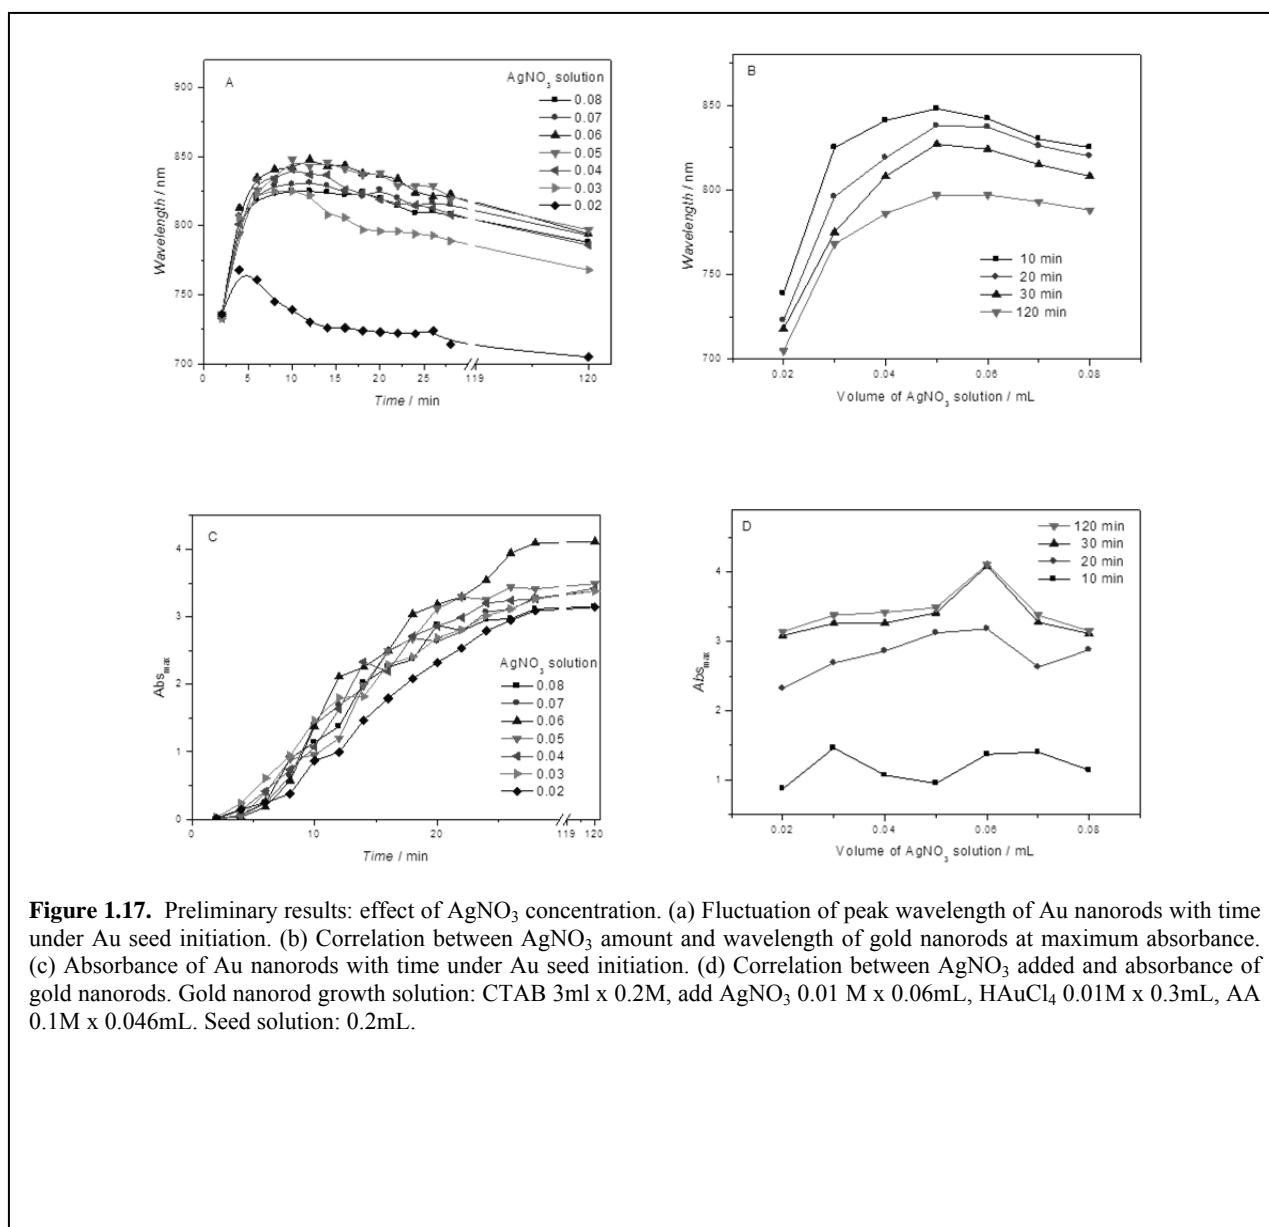 A
AgNO3 solution
0.08
0.07
0.06
0.05
0.04
0.03
0.02
900
850
800
750
700
Wavelength / nm
0 5 10 15 20 25 119 120
Time / min
B
850
800
750
700
Wavelength / nm
10 min
20 min
30 min
120 min
0.02 0.04 0.06 0.08
Volume of AgNO3 solution / mL
C
4
3
2
1
0
Absmax
AgNO3 solution
0.08
0.07
0.06
0.05
0.04
0.03
0.02
0 10 20 119 120
Time / min
D
120 min
30 min
20 min
10 min
4
3
2
1
Absmax
0.02 0.04 0.06 0.08
Volume of AgNO3 solution / mL
Figure 1.17. Preliminary results: effect of AgNO3 concentration. (a) Fluctuation of peak wavelength of Au nanorods with time
under Au seed initiation. (b) Correlation between AgNO3 amount and wavelength of gold nanorods at maximum absorbance.
(c) Absorbance of Au nanorods with time under Au seed initiation. (d) Correlation between AgNO3 added and absorbance of
gold nanorods. Gold nanorod growth solution: CTAB 3ml x 0.2M, add AgNO3 0.01 M x 0.06mL, HAuCl4 0.01M x 0.3mL, AA
0.1M x 0.046mL. Seed solution: 0.2mL.